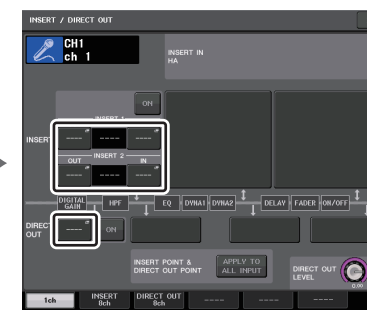 INSERT / DIRECT OUT
CH1
ch 1
INSERT IN
HA
ON
INSERT 1
INSERT
---- ---- ----
OUT INSERT 2 IN
---- ---- ----
DIGITAL GAIN HPF EQ DYNA1 DYNA2 DELAY FADER ON/OFF
DIRECT OUT
---- ON
INSERT POINT &
DIRECT OUT POINT
APPLY TO
ALL INPUT
DIRECT OUT
LEVEL
0.00
1ch INSERT 8ch DIRECT OUT 8ch ---- ---- ----